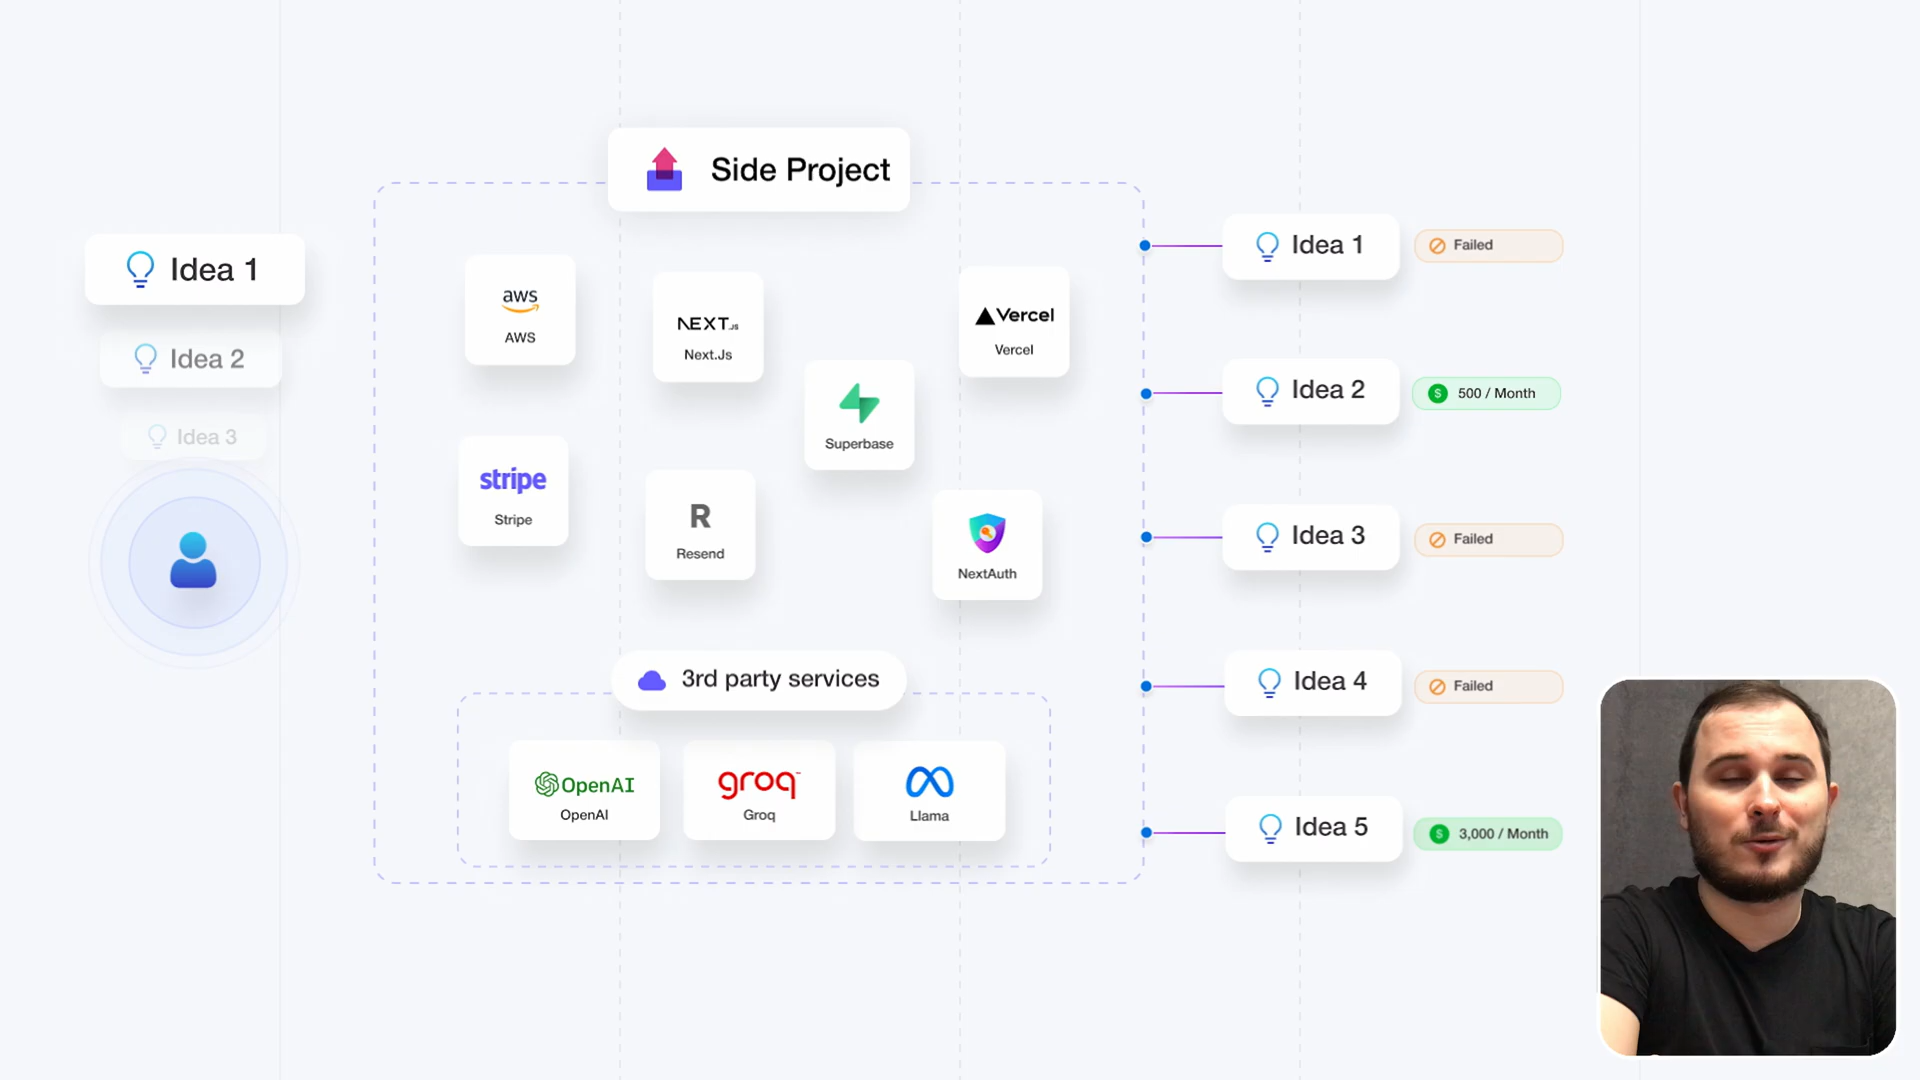 Side Project
Idea 1
Idea 2
Idea 3
aws
AWS
NEXT.JS
Next.Js
Vercel
Vercel
Superbase
stripe
Stripe
R
Resend
NextAuth
3rd party services
OpenAI
OpenAI
groq™
Groq
Llama
Idea 1
Failed
Idea 2
$ 500 / Month
Idea 3
Failed
Idea 4
Failed
Idea 5
$ 3,000 / Month